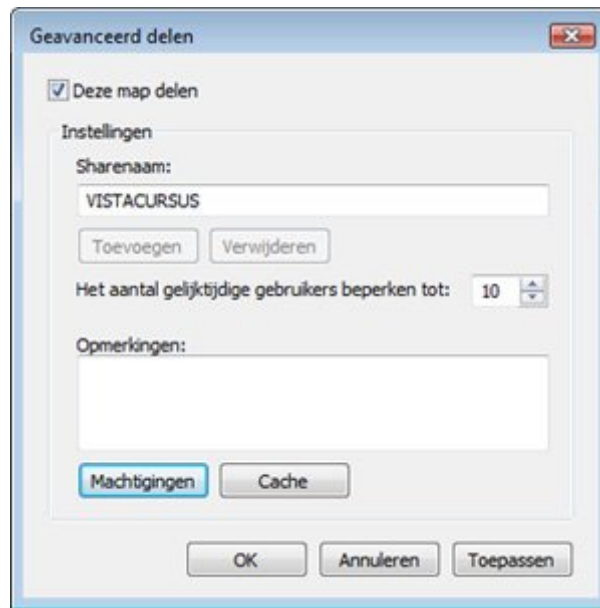 Geavanceerd delen
Deze map delen
Instellingen
Sharenaam:
VISTACURSUS
Toevoegen Verwijderen
Het aantal gelijktijdige gebruikers beperken tot: 10
Opmerkingen:
Machtigingen Cache
OK Annuleren Toepassen